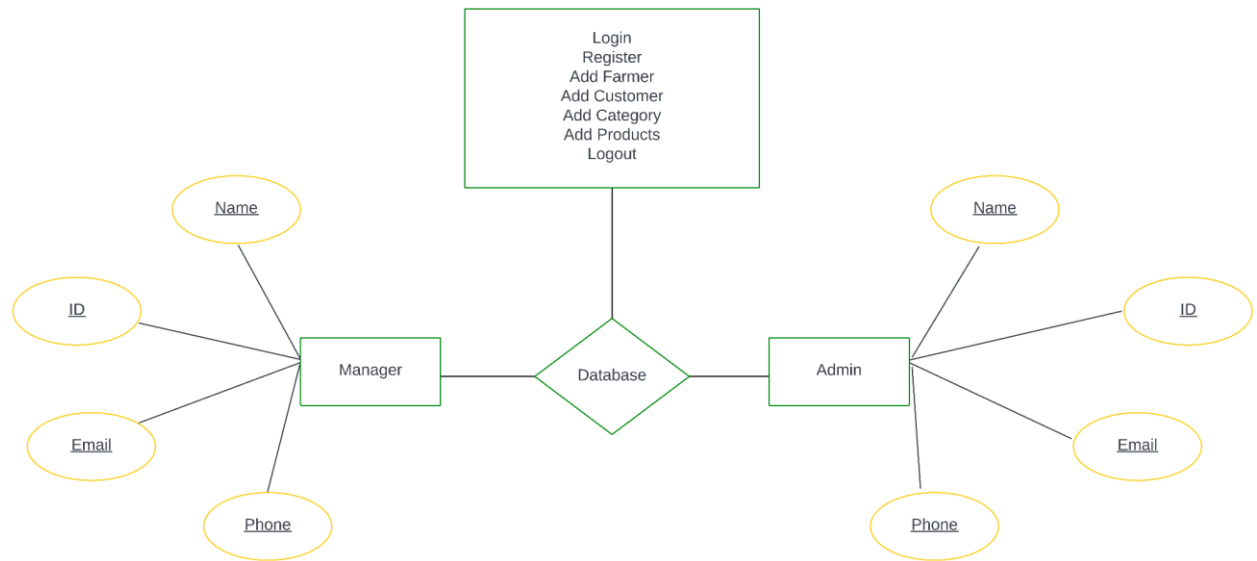 Login
Register
Add Farmer
Add Customer
Add Category
Add Products
Logout
Name
Name
ID
ID
Manager
Database
Admin
Email
Email
Phone
Phone